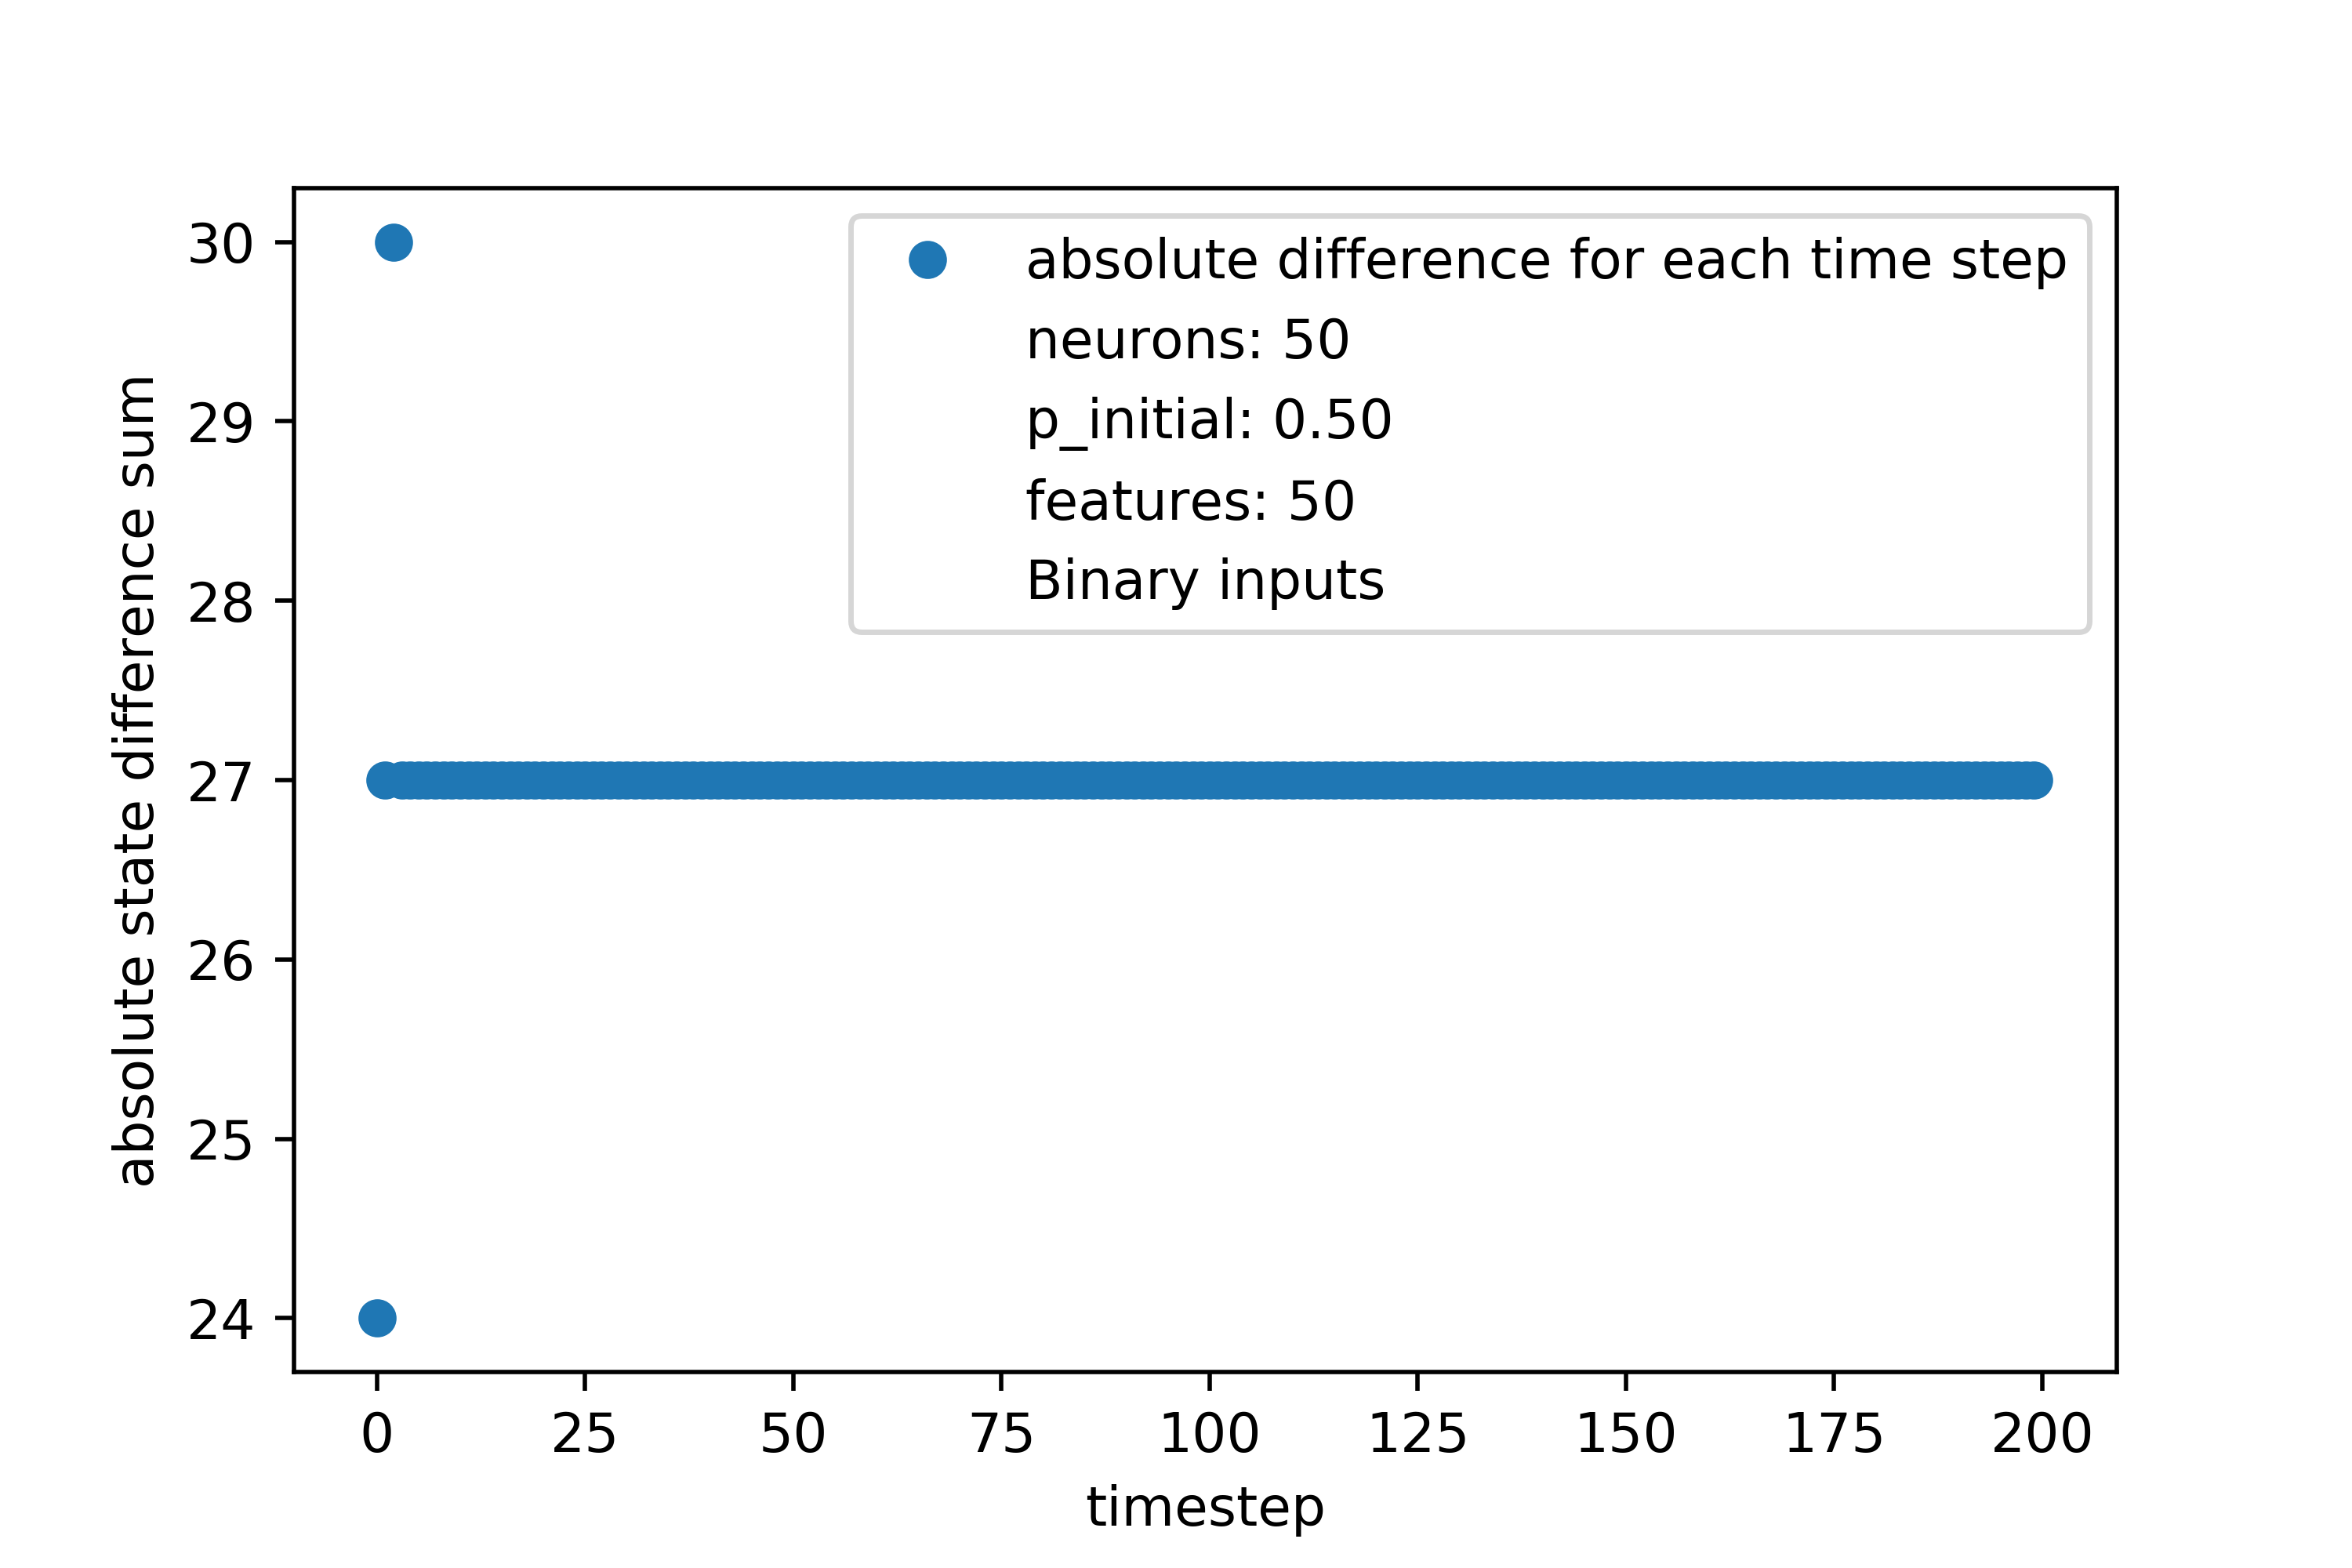 absolute difference for each time step
neurons: 50
p_initial: 0.50
features: 50
Binary inputs
absolute state difference sum
30
29
28
27
26
25
24
0 25 50 75 100 125 150 175 200
timestep